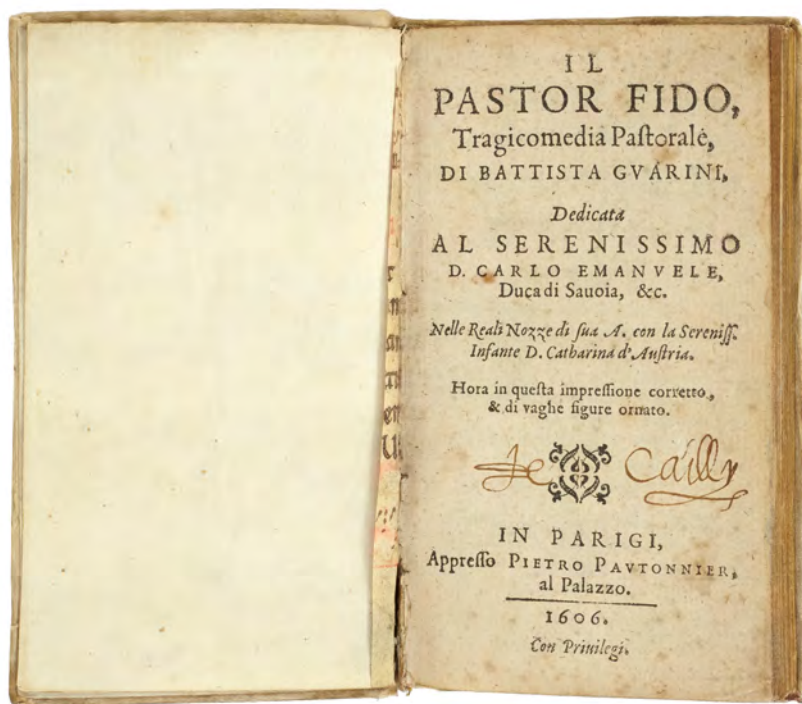 IL
PASTOR FIDO,
Tragicomedia Paſtorale,
DI BATTISTA GVARINI,
Dedicata
AL SERENISSIMO
D. CARLO EMANVELE,
Duca di Sauoia, &c.
Nelle Reali Nozze di ſua A. con la Sereniſſ.
Infante D. Catharina d'Auſtria.
Hora in queſta impreſſione corretto,
& di vaghe figure ornato.
de Cailly
IN PARIGI,
Appreſſo PIETRO PAVTONNIER,
al Palazzo.
1606.
Con Priuilegi.